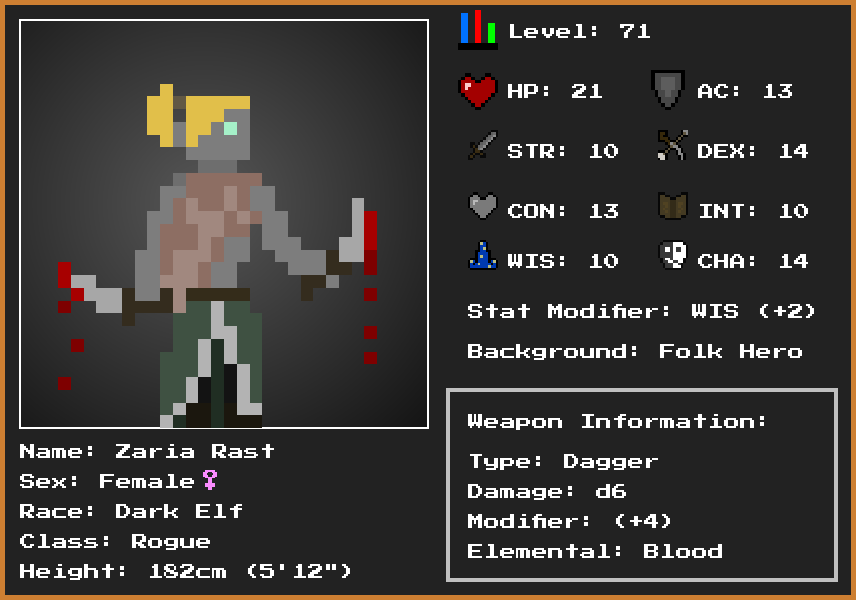 Level: 71
HP: 21
AC: 13
STR: 10
DEX: 14
CON: 13
INT: 10
WIS: 10
CHA: 14
Stat Modifier: WIS (+2)
Background: Folk Hero
Name: Zaria Rast
Sex: Female♀
Race: Dark Elf
Class: Rogue
Height: 182cm (5'12")
Weapon Information:
Type: Dagger
Damage: d6
Modifier: (+4)
Elemental: Blood